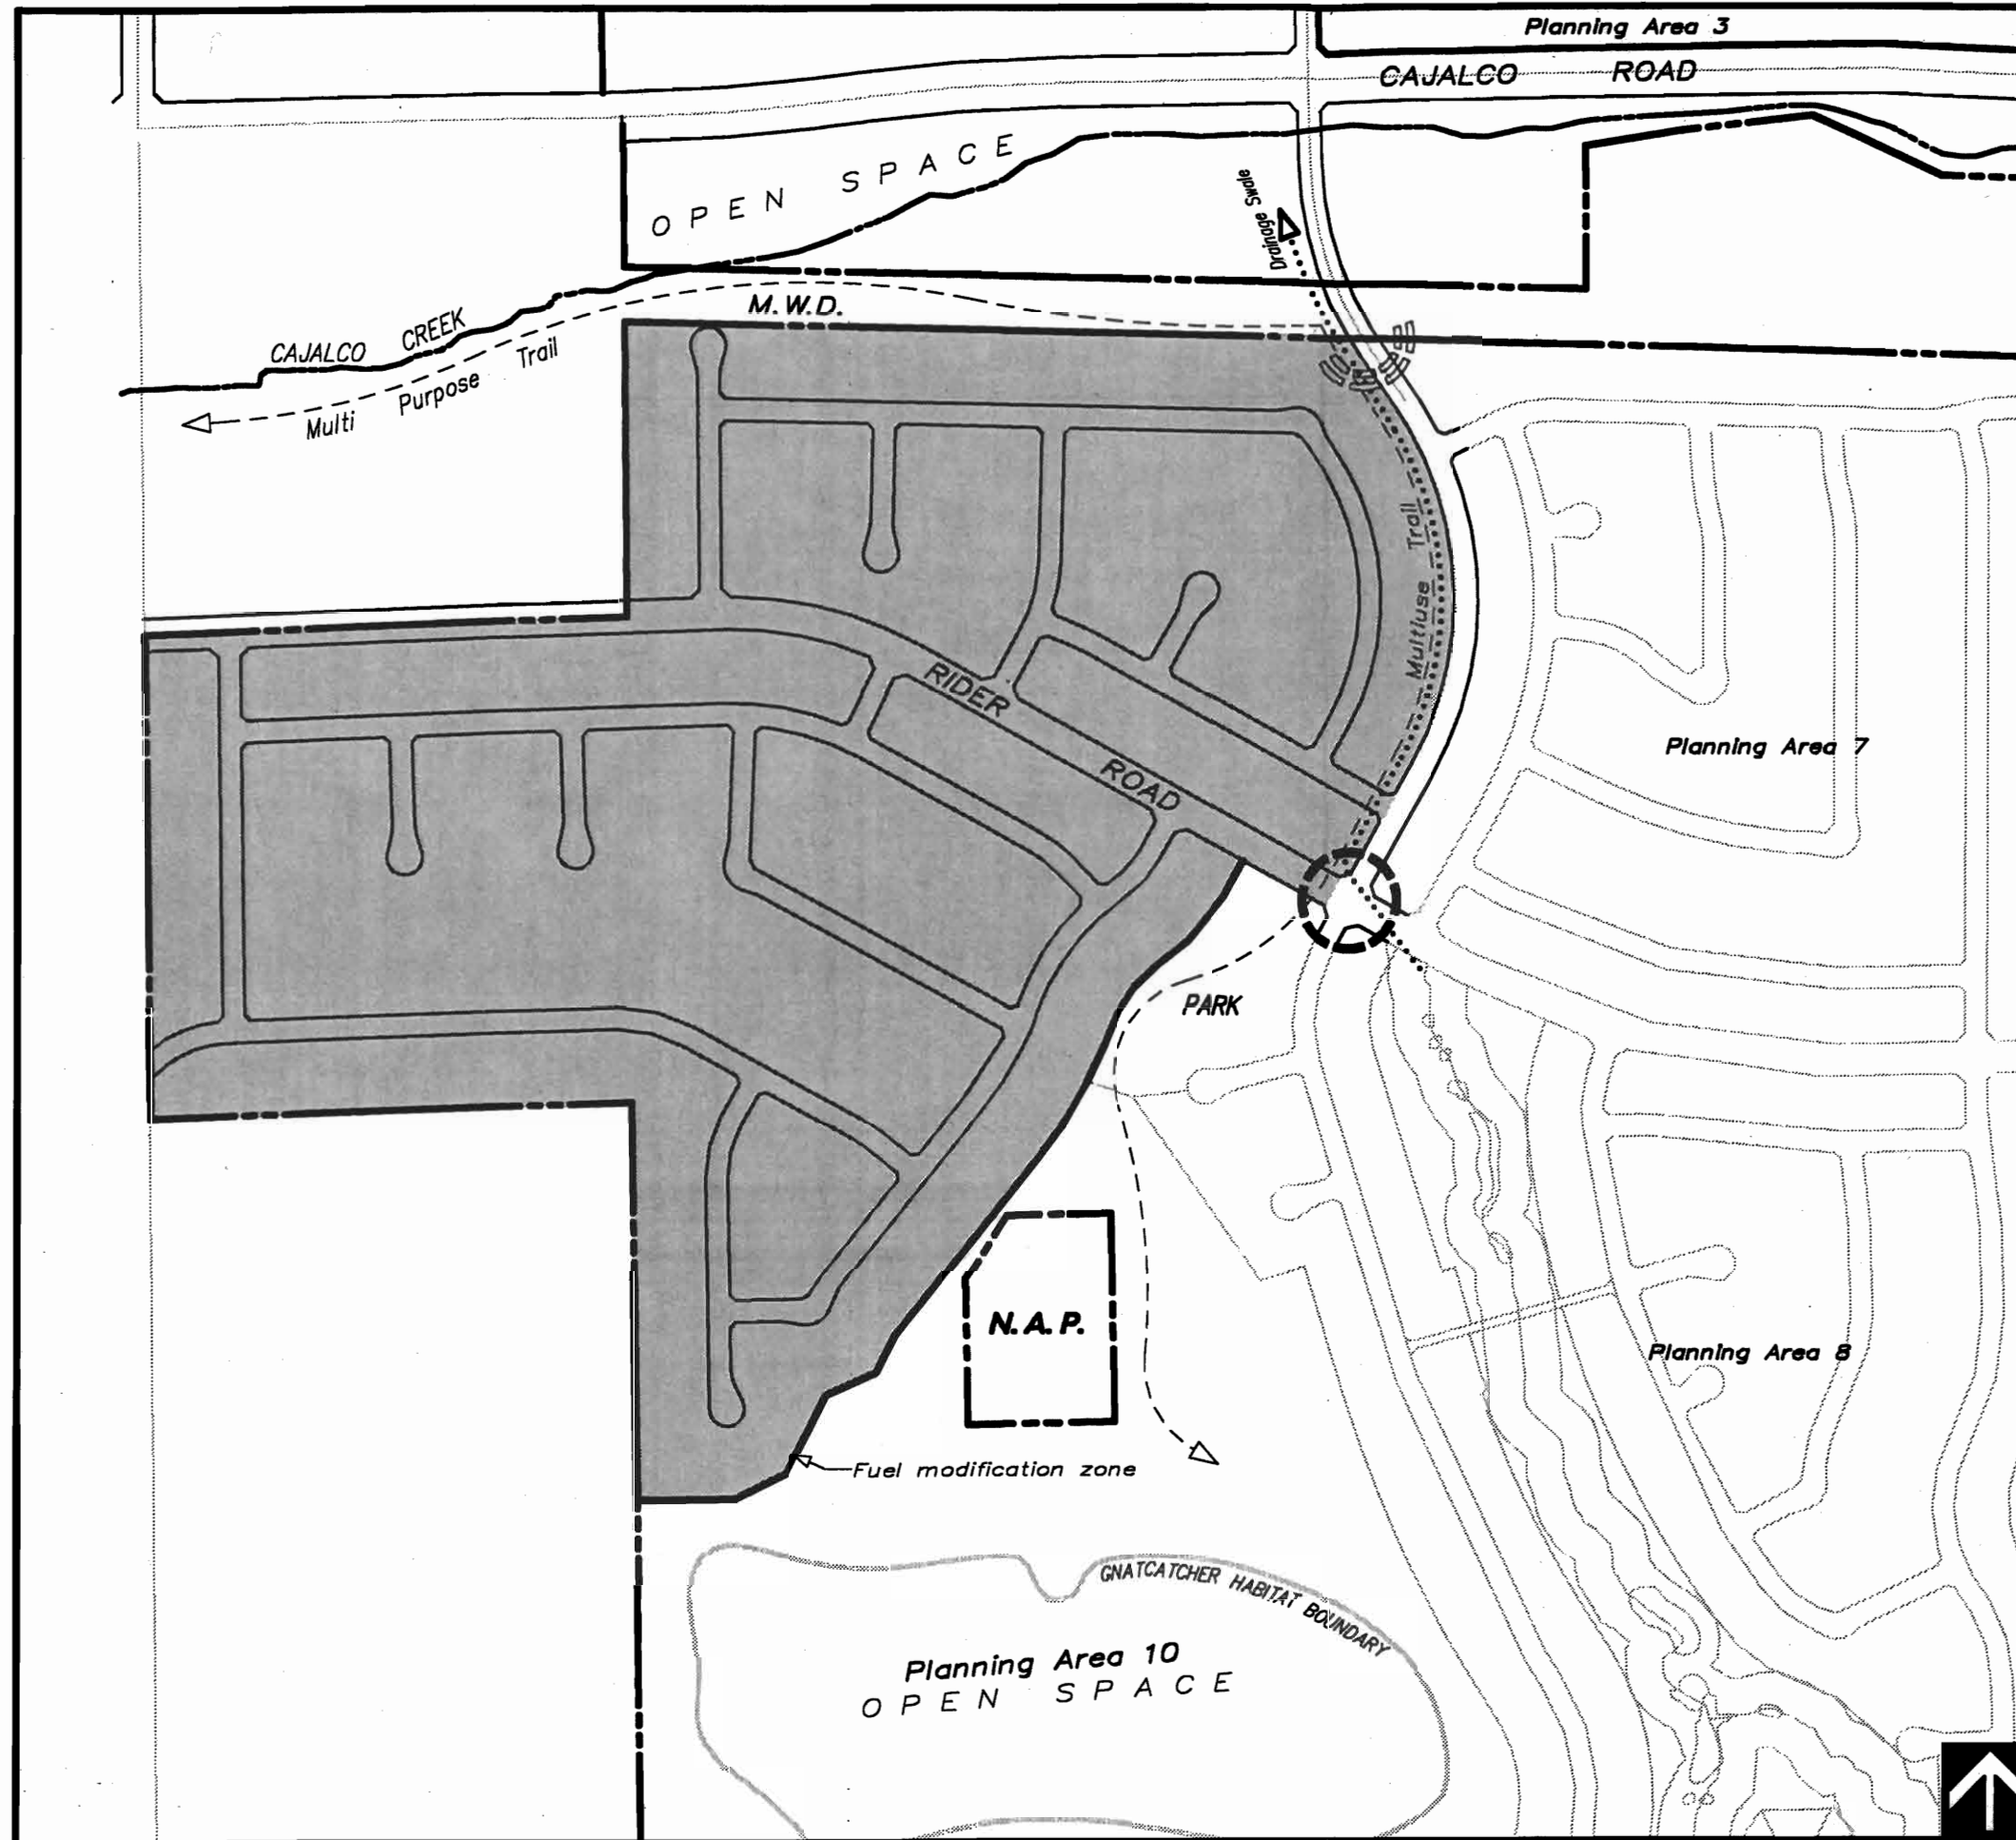 Planning Area 3
CAJALCO ROAD
OPEN SPACE
Drainage Swale
M.W.D.
CAJALCO CREEK
Multi Purpose Trail
Multiuse Trail
RIDER ROAD
Planning Area 7
PARK
N.A.P.
Planning Area 8
Fuel modification zone
GNATCATCHER HABITAT BOUNDARY
Planning Area 10
OPEN SPACE